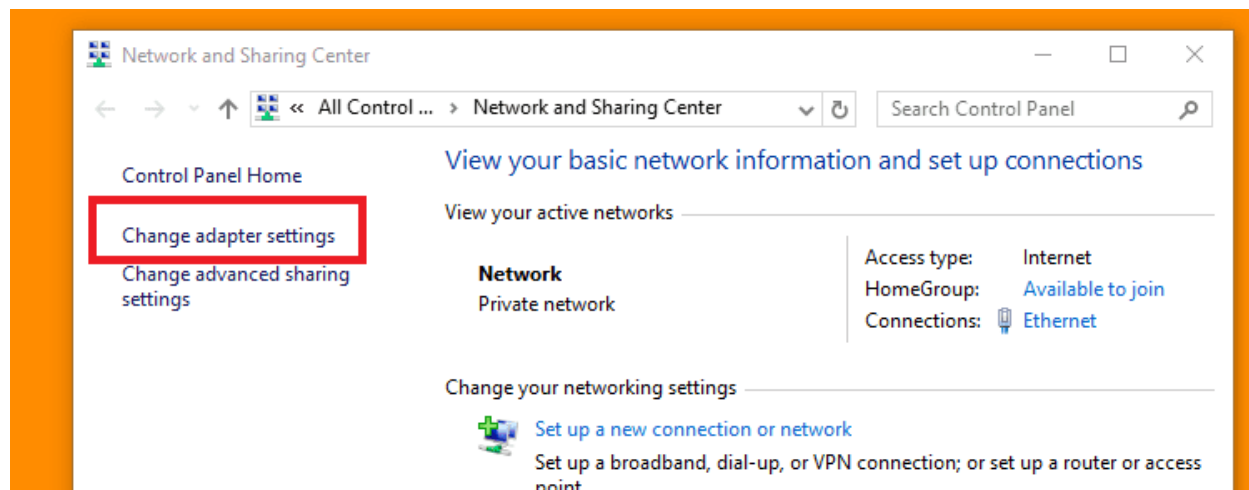 Network and Sharing Center
« All Control ... › Network and Sharing Center
Search Control Panel
Control Panel Home
Change adapter settings
Change advanced sharing
settings
View your basic network information and set up connections
View your active networks
Network
Private network
Access type: Internet
HomeGroup: Available to join
Connections: Ethernet
Change your networking settings
Set up a new connection or network
Set up a broadband, dial-up, or VPN connection; or set up a router or access
point